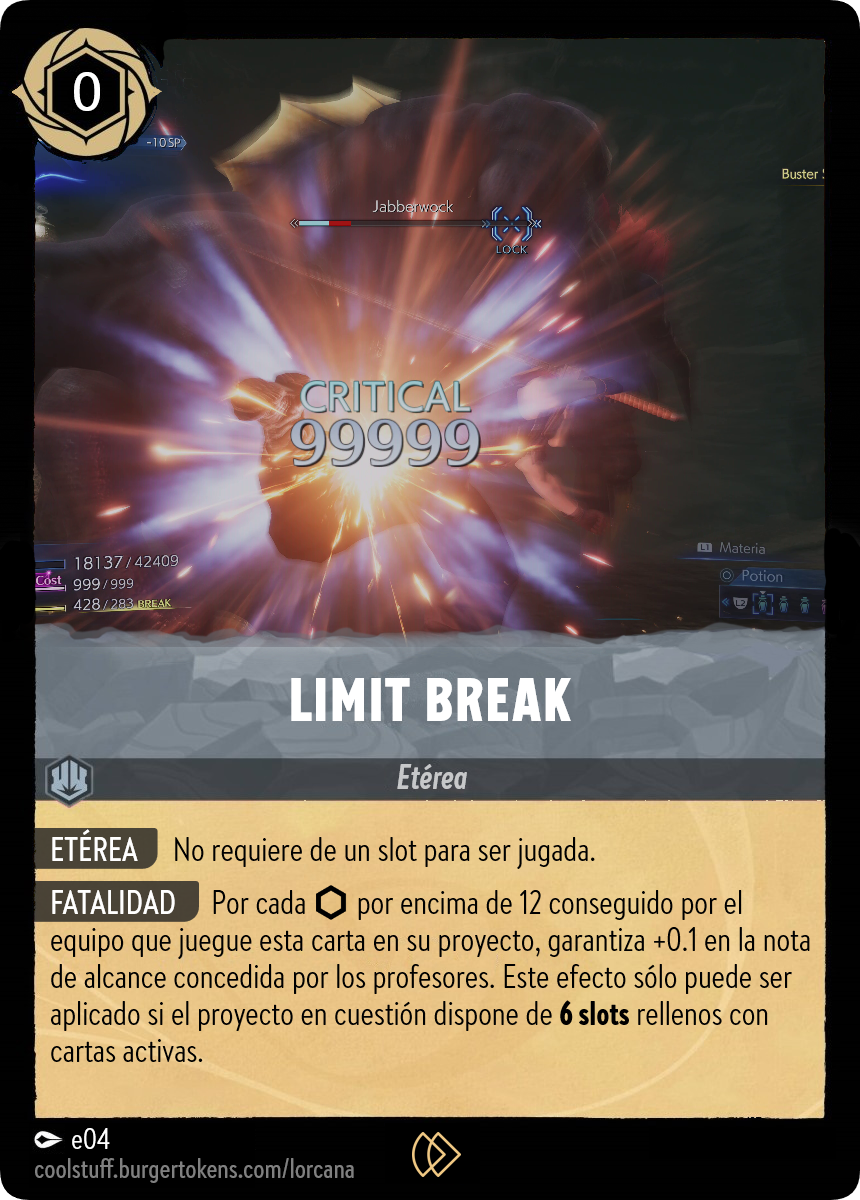 0
-10 SP
Buster
Jabberwock
LOCK
CRITICAL
99999
18137/42409
Cost 999/999
428/283 BREAK
L1 Materia
Potion
L2
LIMIT BREAK
Etérea
ETÉREA No requiere de un slot para ser jugada.
FATALIDAD Por cada por encima de 12 conseguido por el
equipo que juegue esta carta en su proyecto, garantiza +0.1 en la nota
de alcance concedida por los profesores. Este efecto sólo puede ser
aplicado si el proyecto en cuestión dispone de 6 slots rellenos con
cartas activas.
e04
coolstuff.burgertokens.com/lorcana